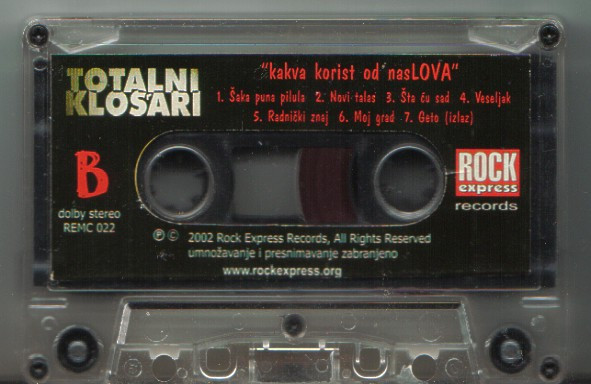 TOTALNI
KLOŠARI
"kakva korist od nasLOVA"
1. Šaka puna pilula 2. Novi talas 3. Šta ću sad 4. Veseljak
5. Radnički znaj 6. Moj grad 7. Geto (izlaz)
B
dolby stereo
REMC 022
ROCK
express
records
℗ © 2002 Rock Express Records, All Rights Reserved
umnožavanje i presnimavanje zabranjeno
www.rockexpress.org